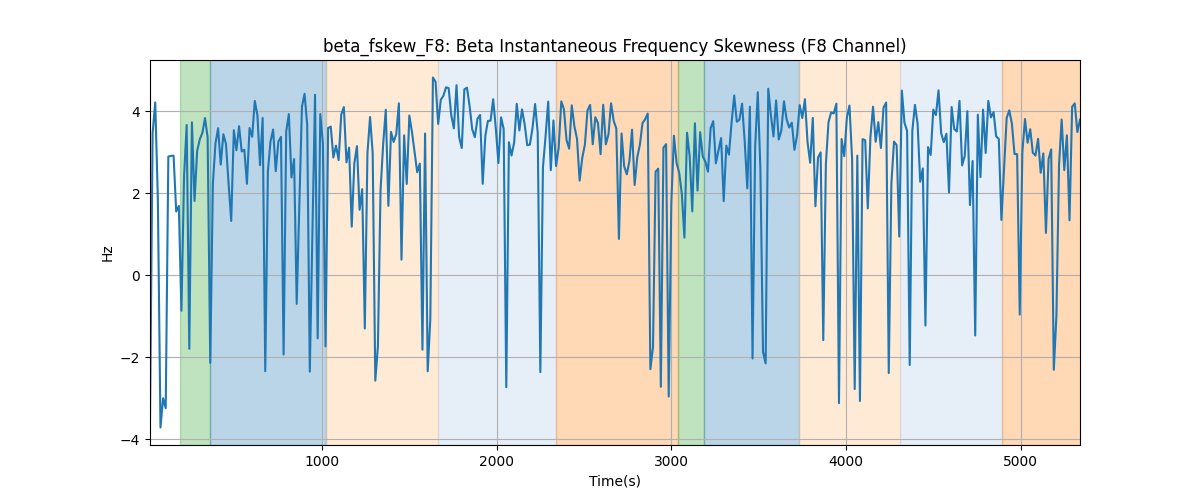 beta_fskew_F8: Beta Instantaneous Frequency Skewness (F8 Channel)
4
2
0
−2
−4
Hz
1000 2000 3000 4000 5000
Time(s)